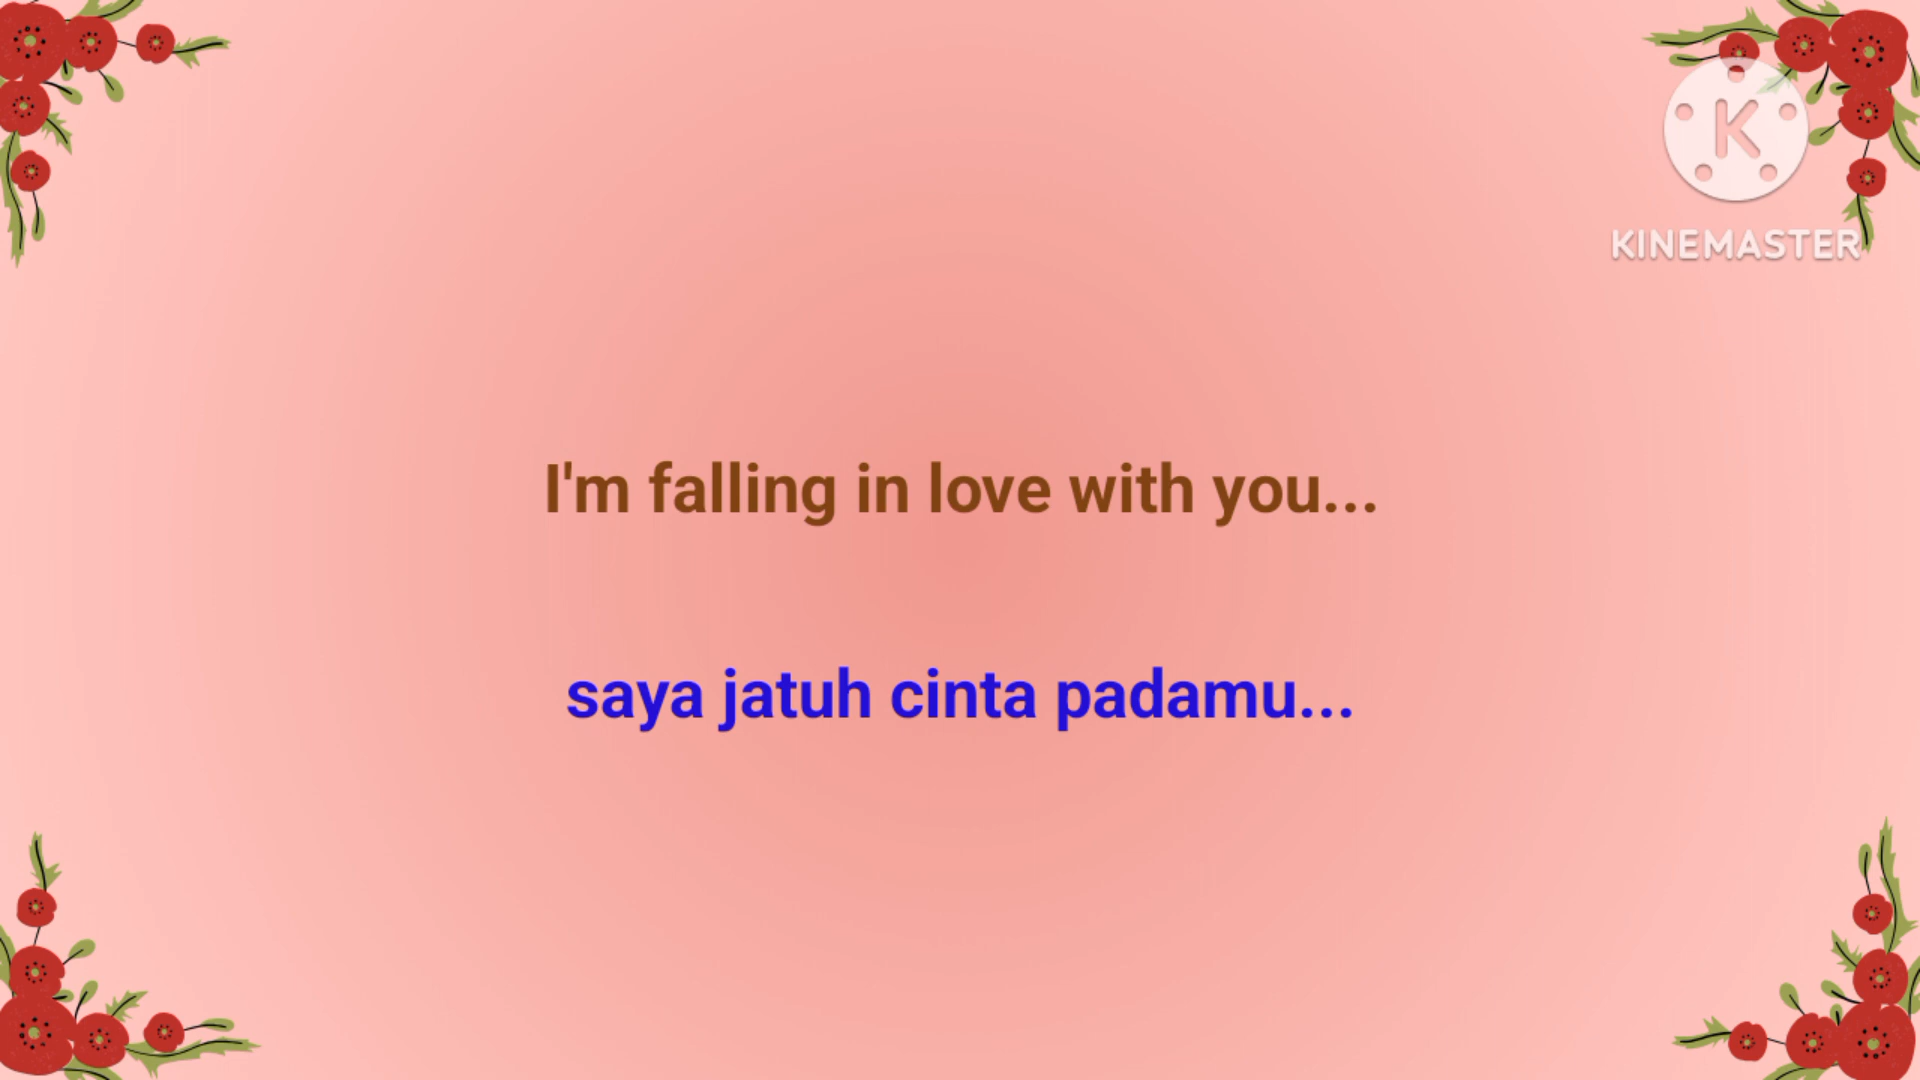 K
KINEMASTER
I'm falling in love with you...
saya jatuh cinta padamu...